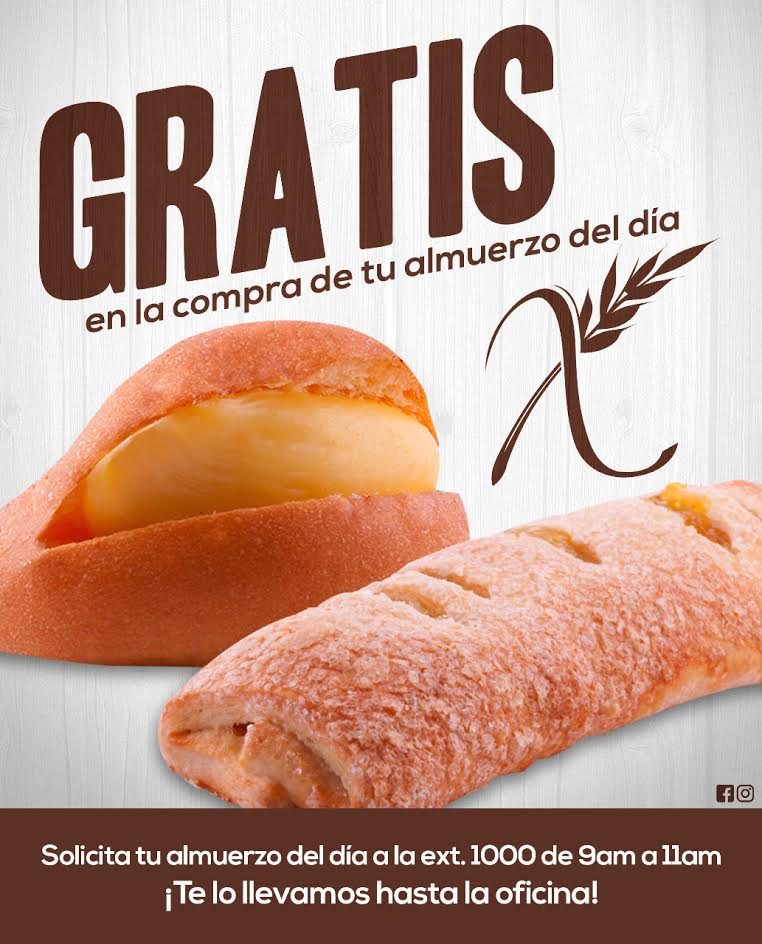 GRATIS
en la compra de tu almuerzo del día
Solicita tu almuerzo del día a la ext. 1000 de 9am a 11am
¡Te lo llevamos hasta la oficina!